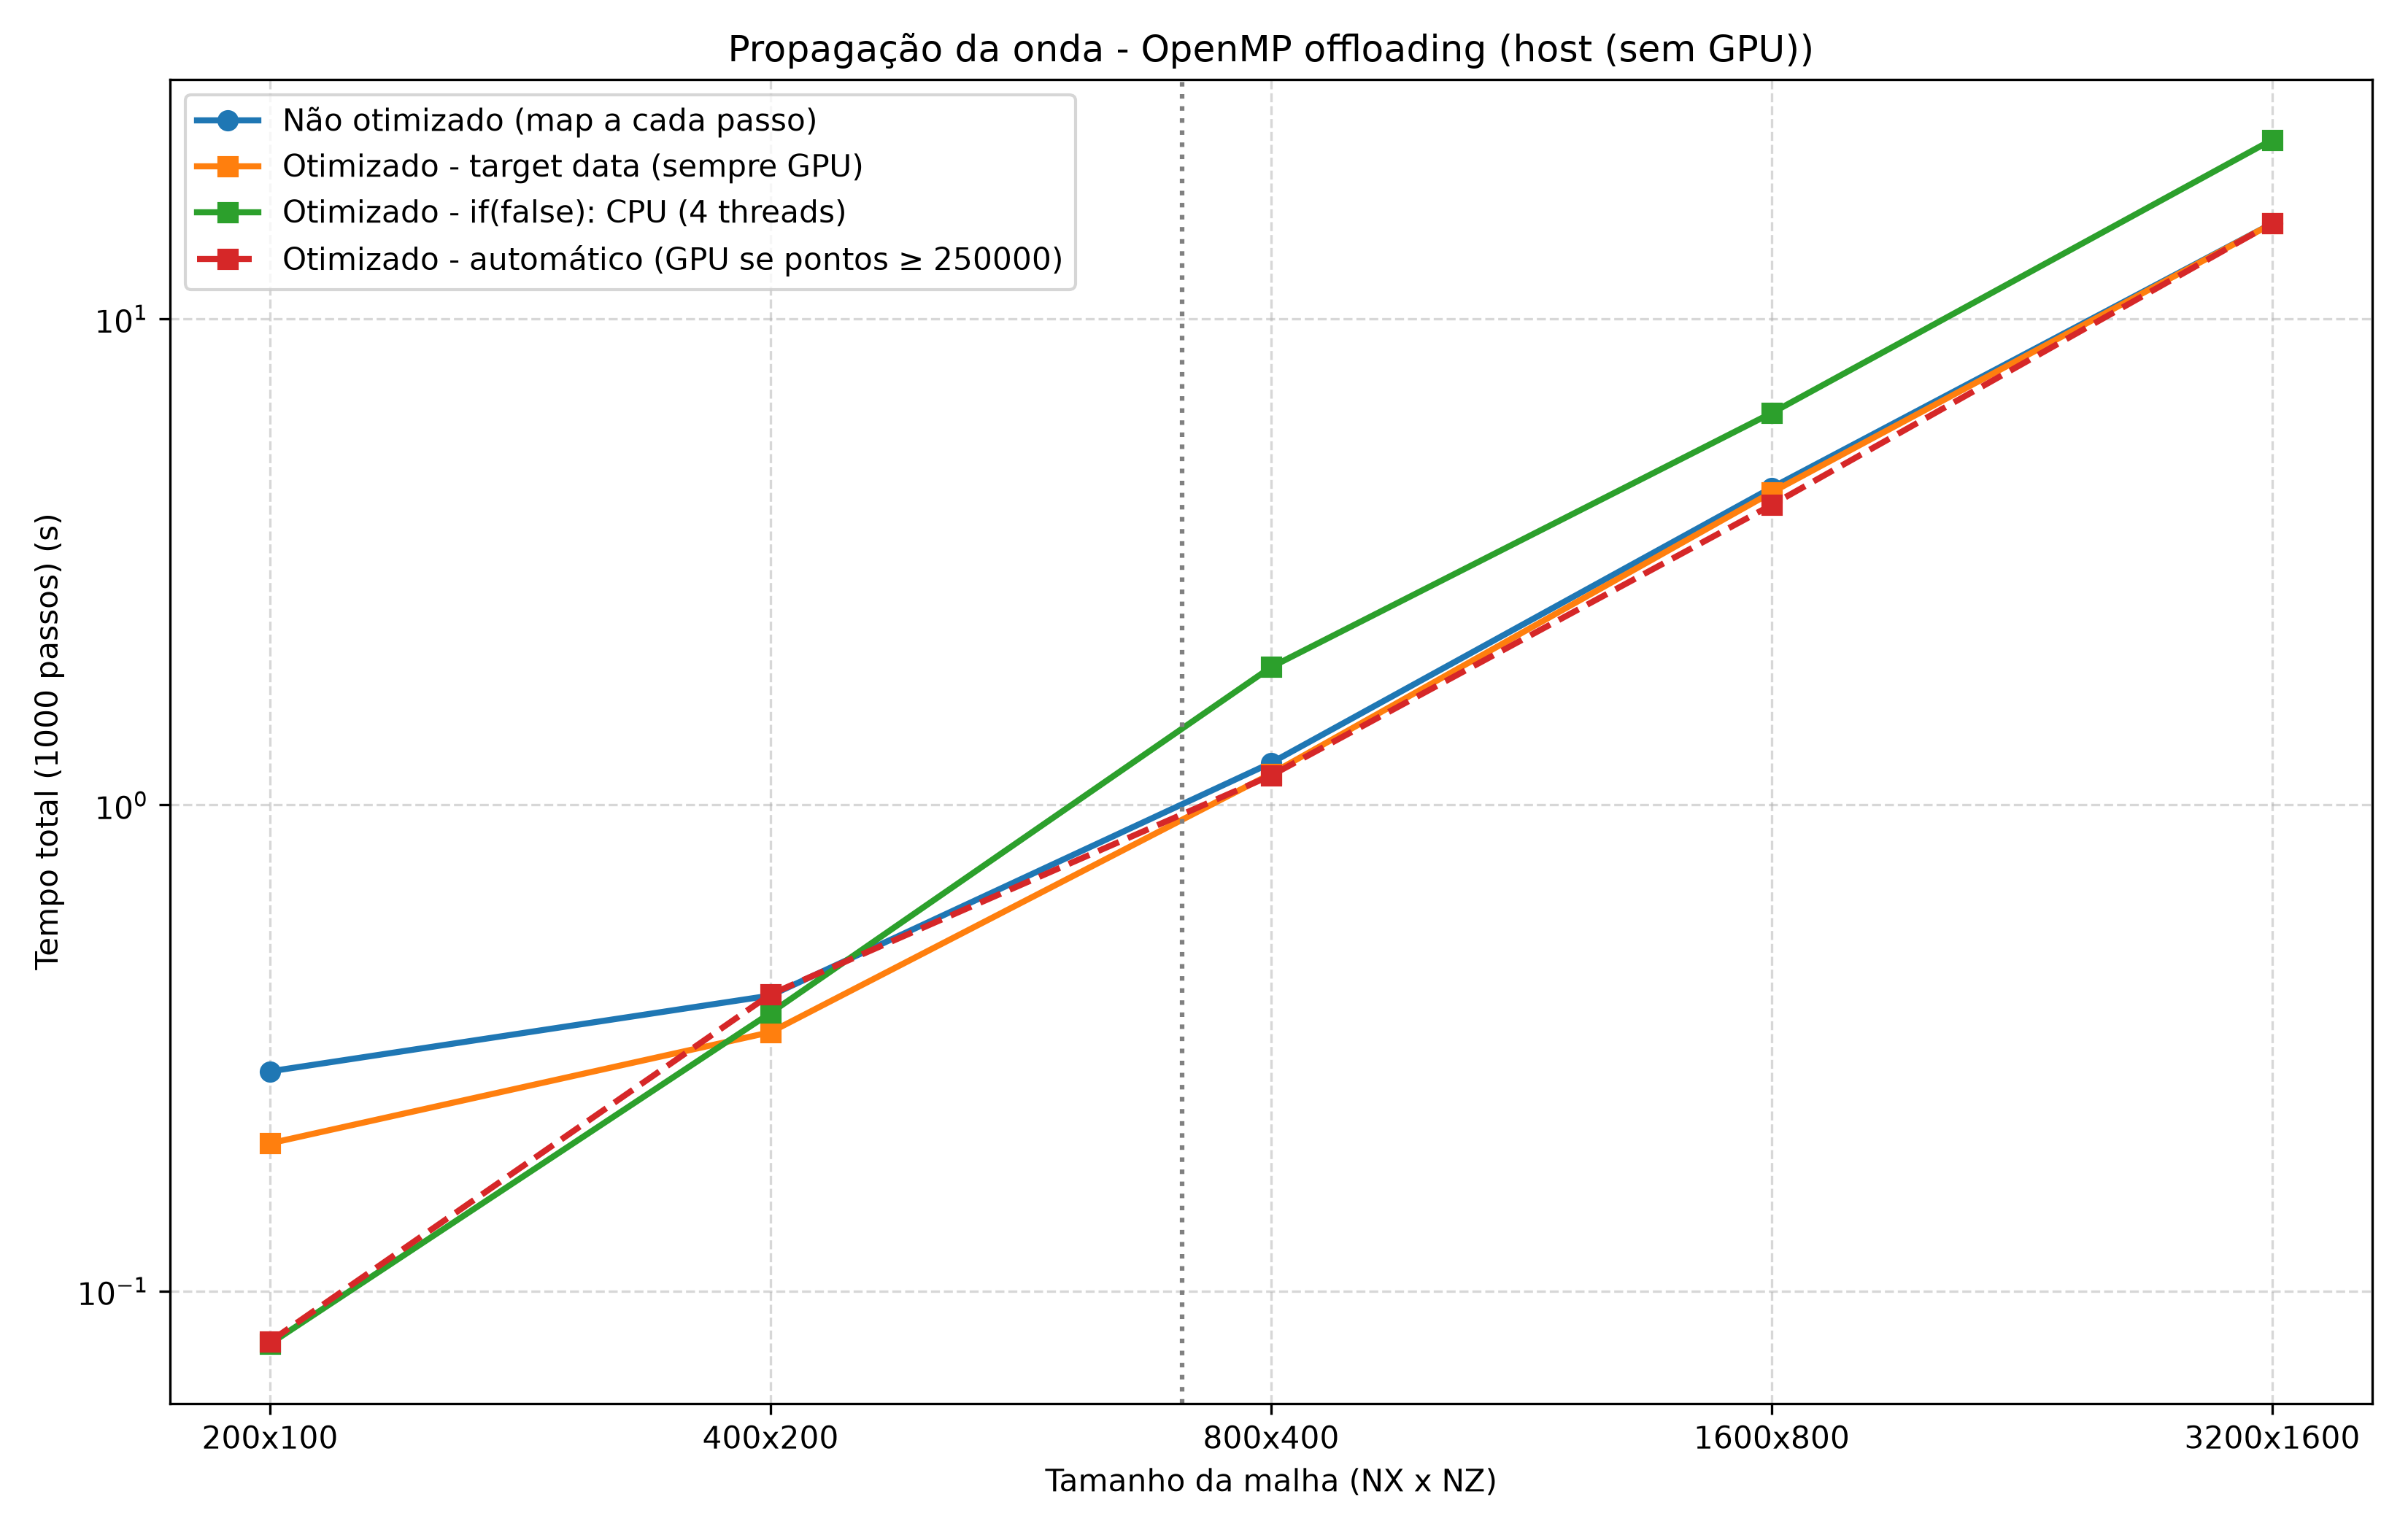 Propagação da onda - OpenMP offloading (host (sem GPU))
Não otimizado (map a cada passo)
Otimizado - target data (sempre GPU)
Otimizado - if(false): CPU (4 threads)
Otimizado - automático (GPU se pontos ≥ 250000)
Tempo total (1000 passos) (s)
10¹
10⁰
10⁻¹
200x100
400x200
800x400
1600x800
3200x1600
Tamanho da malha (NX x NZ)